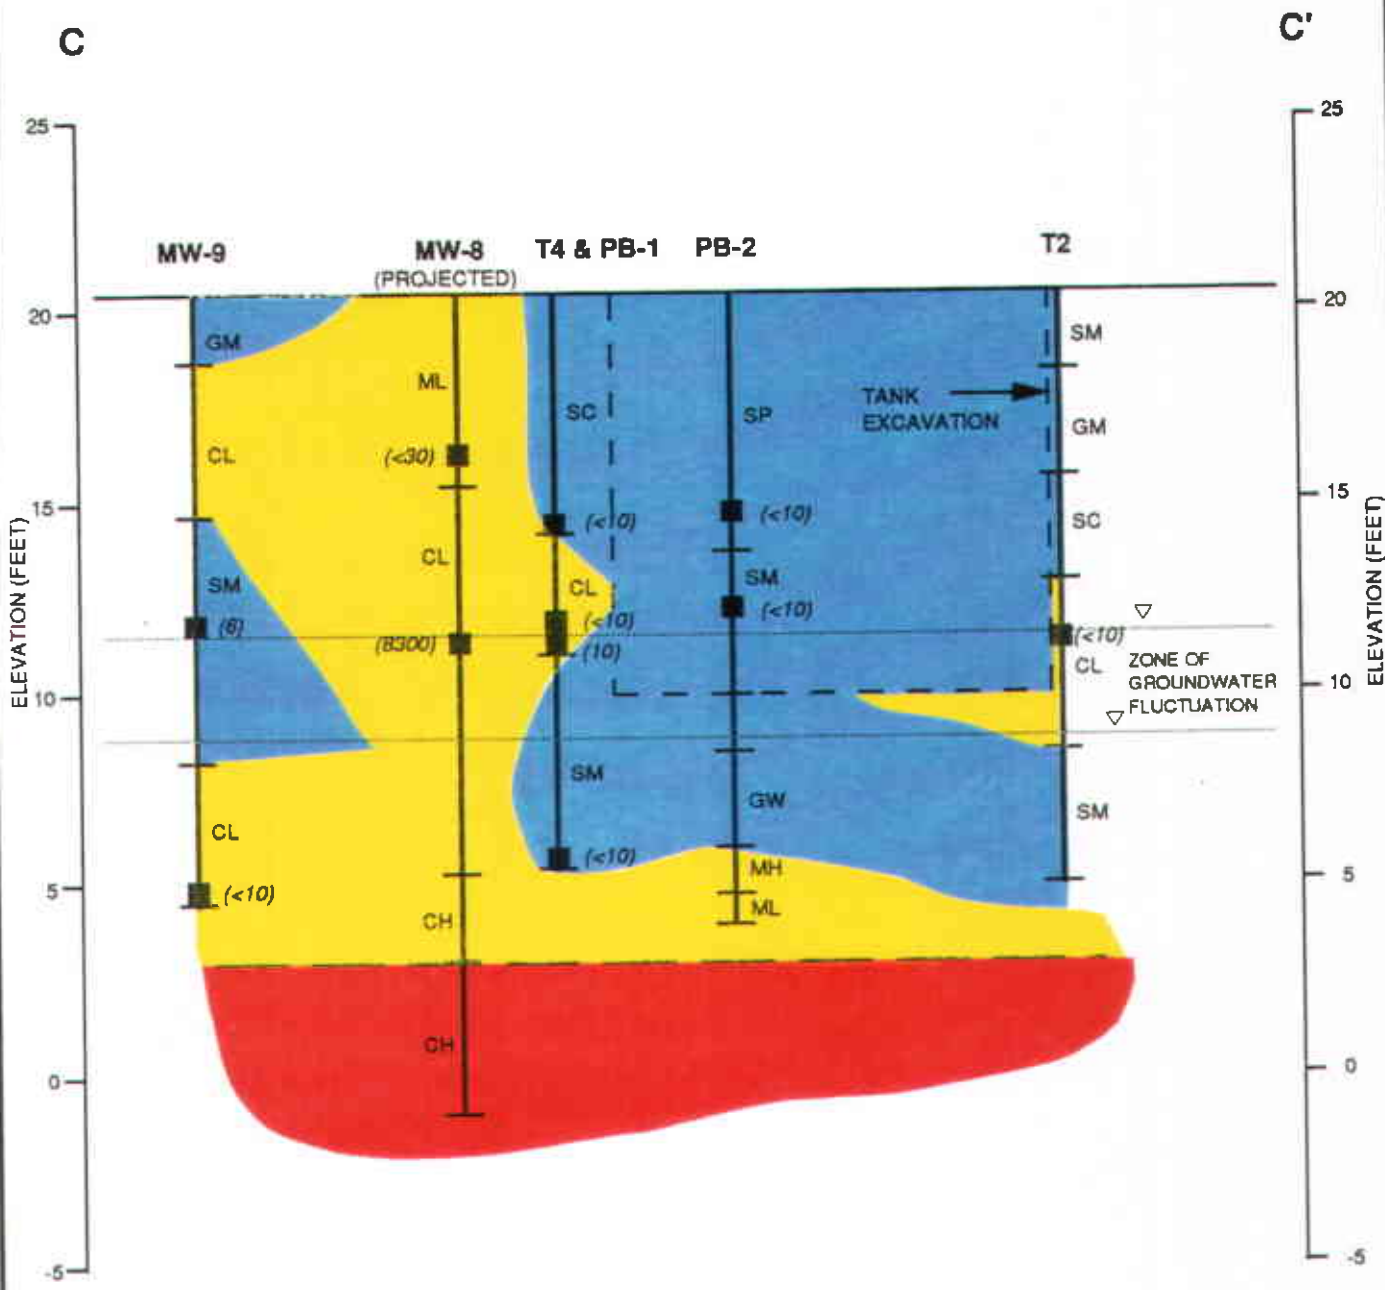 C
C'
25
25
MW-9
MW-8
(PROJECTED)
T4 & PB-1
PB-2
T2
20
20
GM
SM
ML
TANK
EXCAVATION
SC
SP
GM
CL
(<30)
15
15
(<10)
(<10)
SC
CL
SM
CL
SM
(<10)
(<10)
(6)
(8300)
(10)
(<10)
CL
ZONE OF
GROUNDWATER
FLUCTUATION
ELEVATION (FEET)
ELEVATION (FEET)
10
10
SM
GW
SM
CL
(<10)
MH
5
5
(<10)
ML
CH
CH
0
0
-5
-5